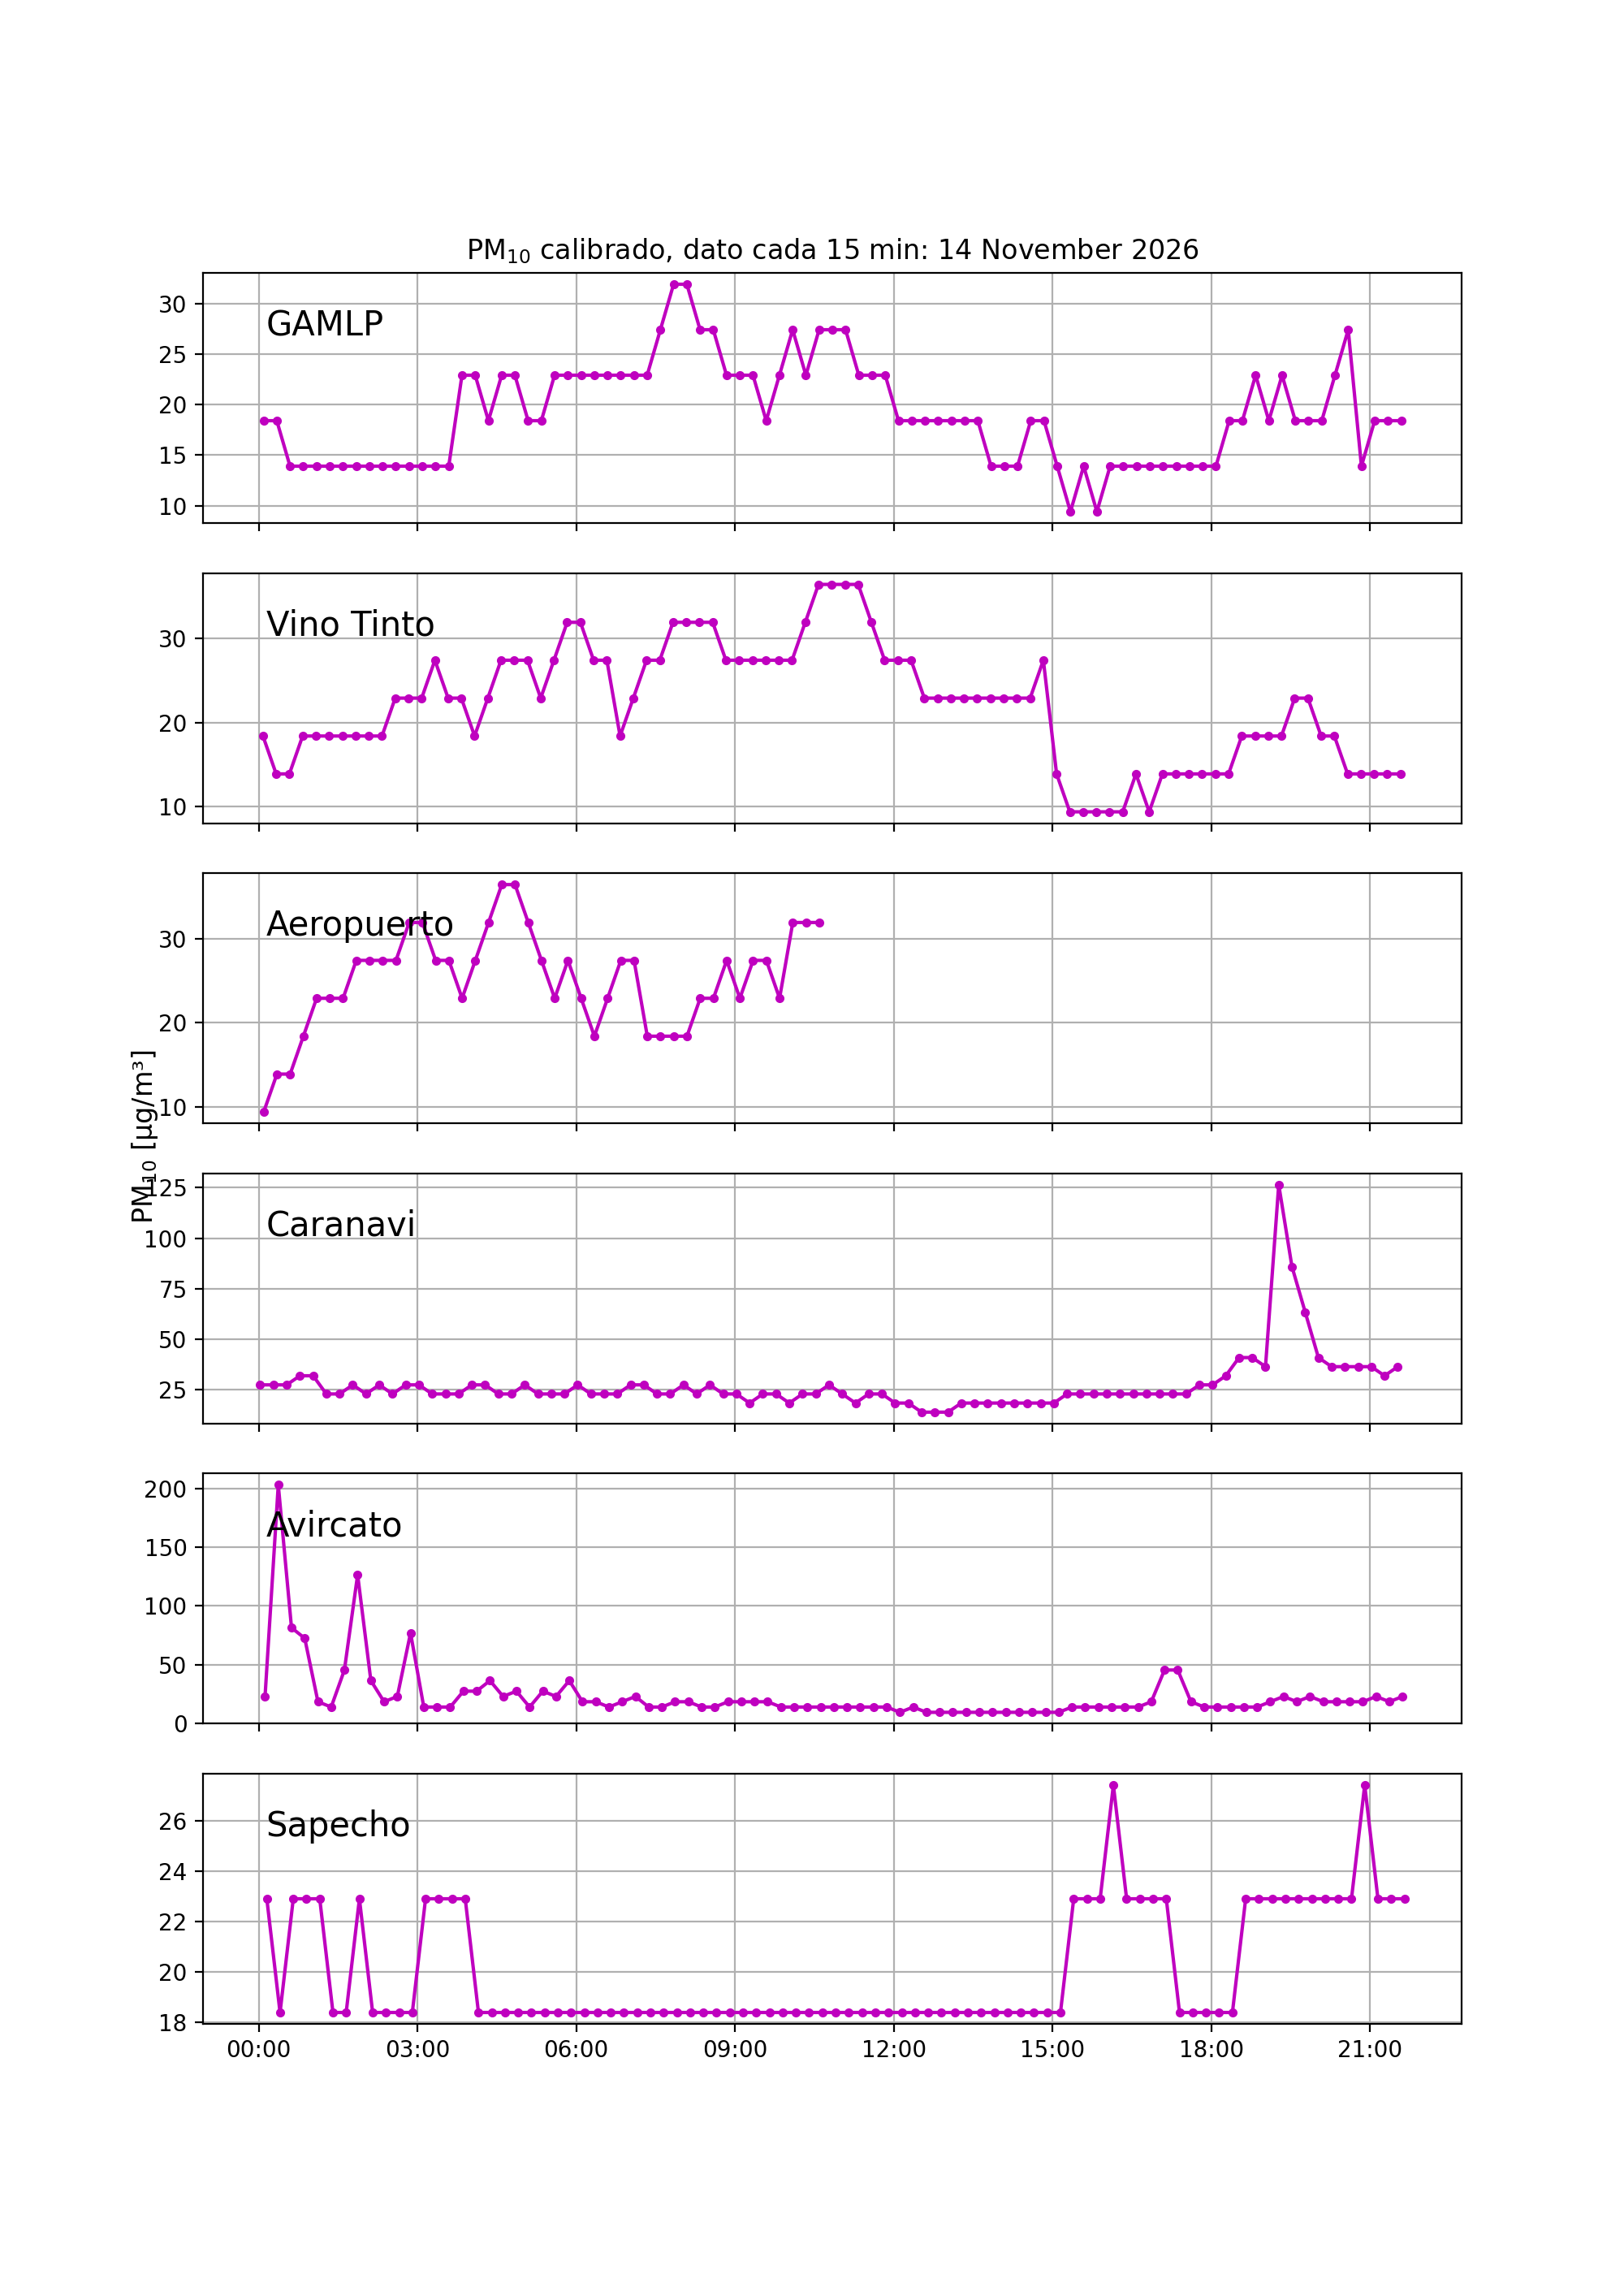 PM₁₀ calibrado, dato cada 15 min: 14 November 2026
GAMLP
30
25
20
15
10
Vino Tinto
30
20
10
Aeropuerto
30
20
10
PM₁₀ [µg/m³]
Caranavi
125
100
75
50
25
Avircato
200
150
100
50
0
Sapecho
26
24
22
20
18
00:00 03:00 06:00 09:00 12:00 15:00 18:00 21:00